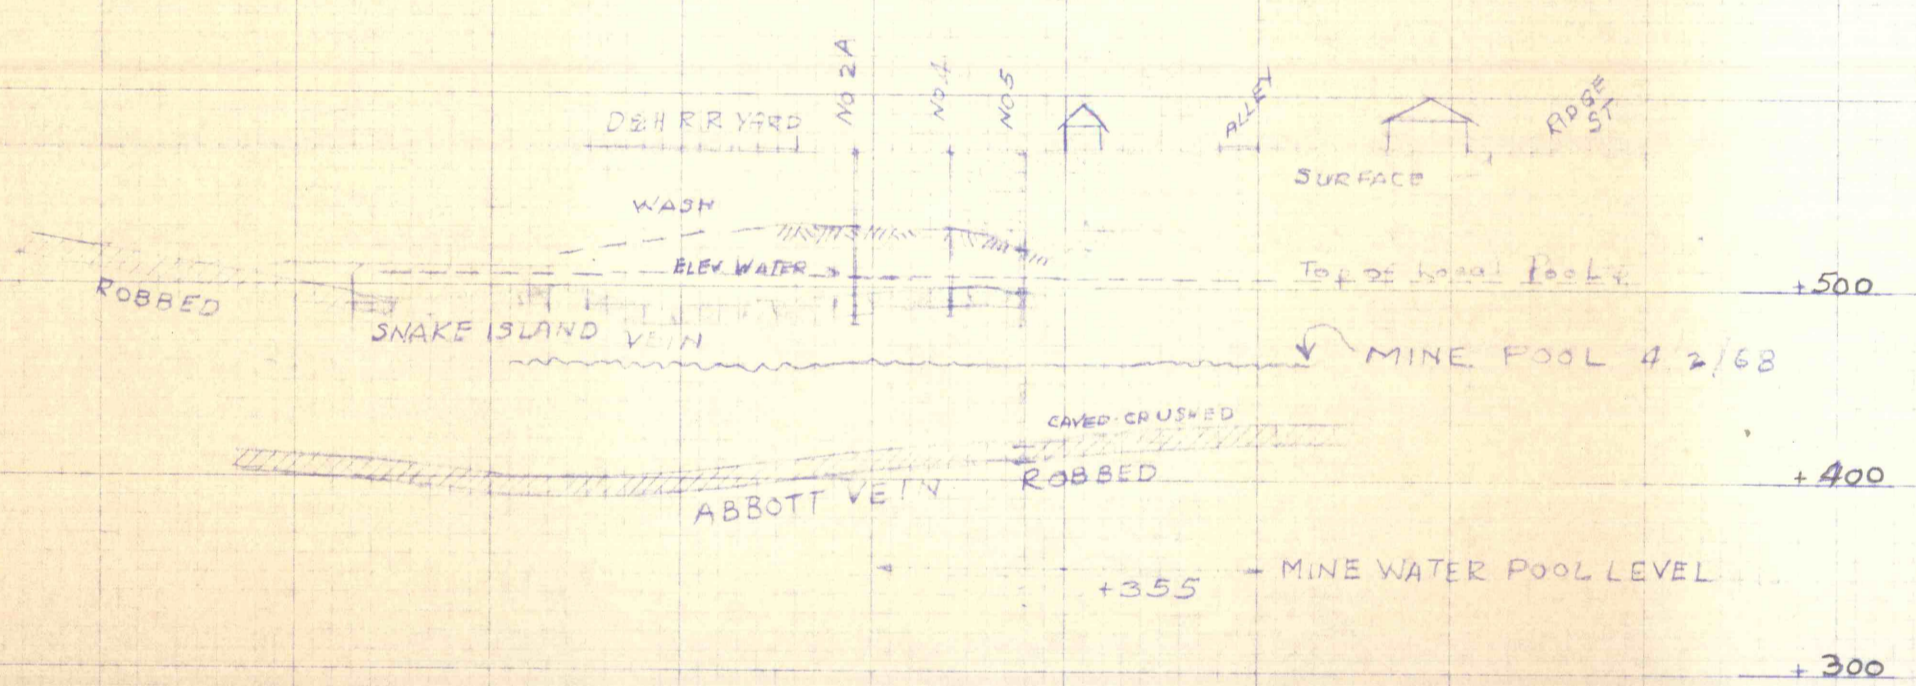 NO 2A
NO.4
NO 5
D&H R.R YARD
ALLEY
RIDGE
ST
SURFACE
WASH
ELEV. WATER
Top of Local Pool
+500
ROBBED
SNAKE ISLAND VEIN
MINE POOL 4 2/68
CAVED-CRUSHED
ROBBED
+400
ABBOTT VEIN
MINE WATER POOL LEVEL
+355
+300